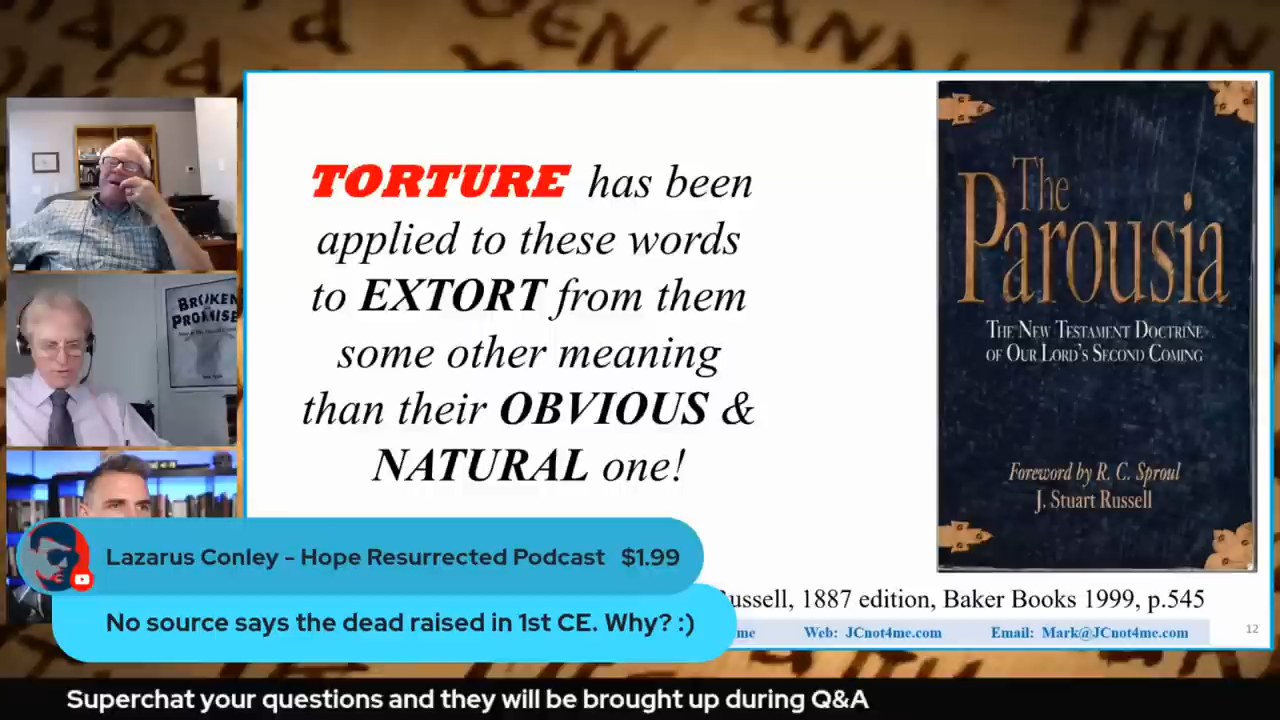 TORTURE has been
applied to these words
to EXTORT from them
some other meaning
than their OBVIOUS &
NATURAL one!
The
Parousia
THE NEW TESTAMENT DOCTRINE
OF OUR LORD'S SECOND COMING
Foreword by R. C. Sproul
J. Stuart Russell
BROKEN
PROMISES
Lazarus Conley - Hope Resurrected Podcast $1.99
No source says the dead raised in 1st CE. Why? :)
Russell, 1887 edition, Baker Books 1999, p.545
me Web: JCnot4me.com Email: Mark@JCnot4me.com
12
Superchat your questions and they will be brought up during Q&A